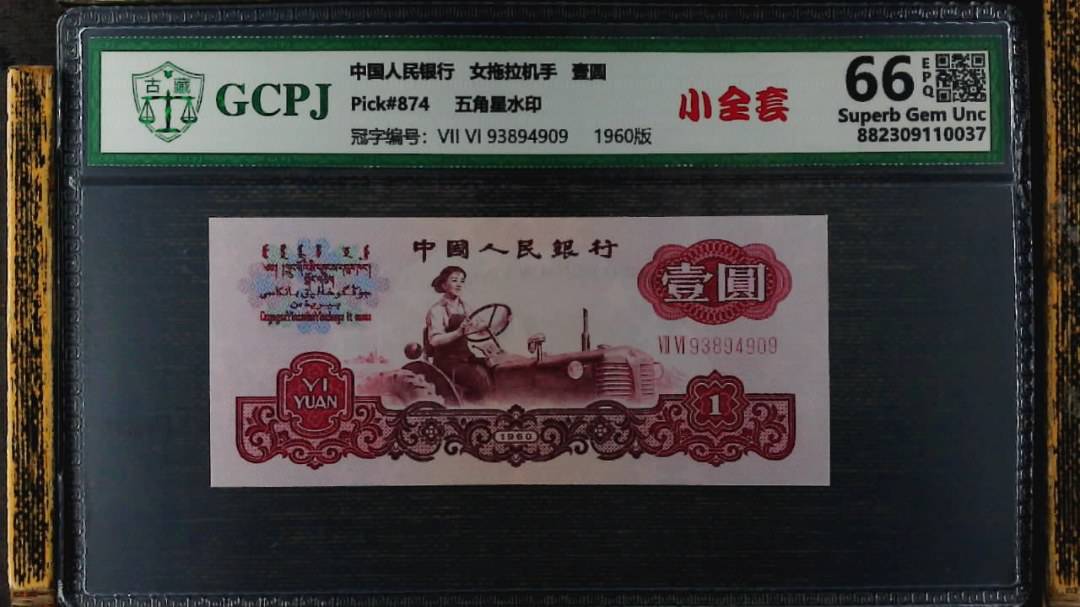 古藏
GCPJ
中国人民银行 女拖拉机手 壹圆
Pick#874 五角星水印
冠字编号: VII VI 93894909 1960版
小全套
66 EPQ
Superb Gem Unc
882309110037
中國人民銀行
壹圓
VII VI 93894909
YI
YUAN
1960
1